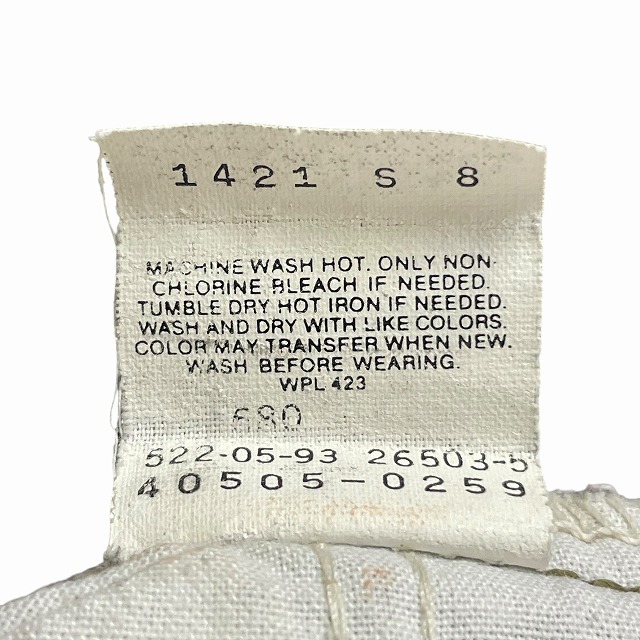 1421 S 8
MACHINE WASH HOT. ONLY NON-
CHLORINE BLEACH IF NEEDED.
TUMBLE DRY HOT IRON IF NEEDED.
WASH AND DRY WITH LIKE COLORS.
COLOR MAY TRANSFER WHEN NEW.
WASH BEFORE WEARING.
WPL 423
522-05-93 26503-5
40505-0259